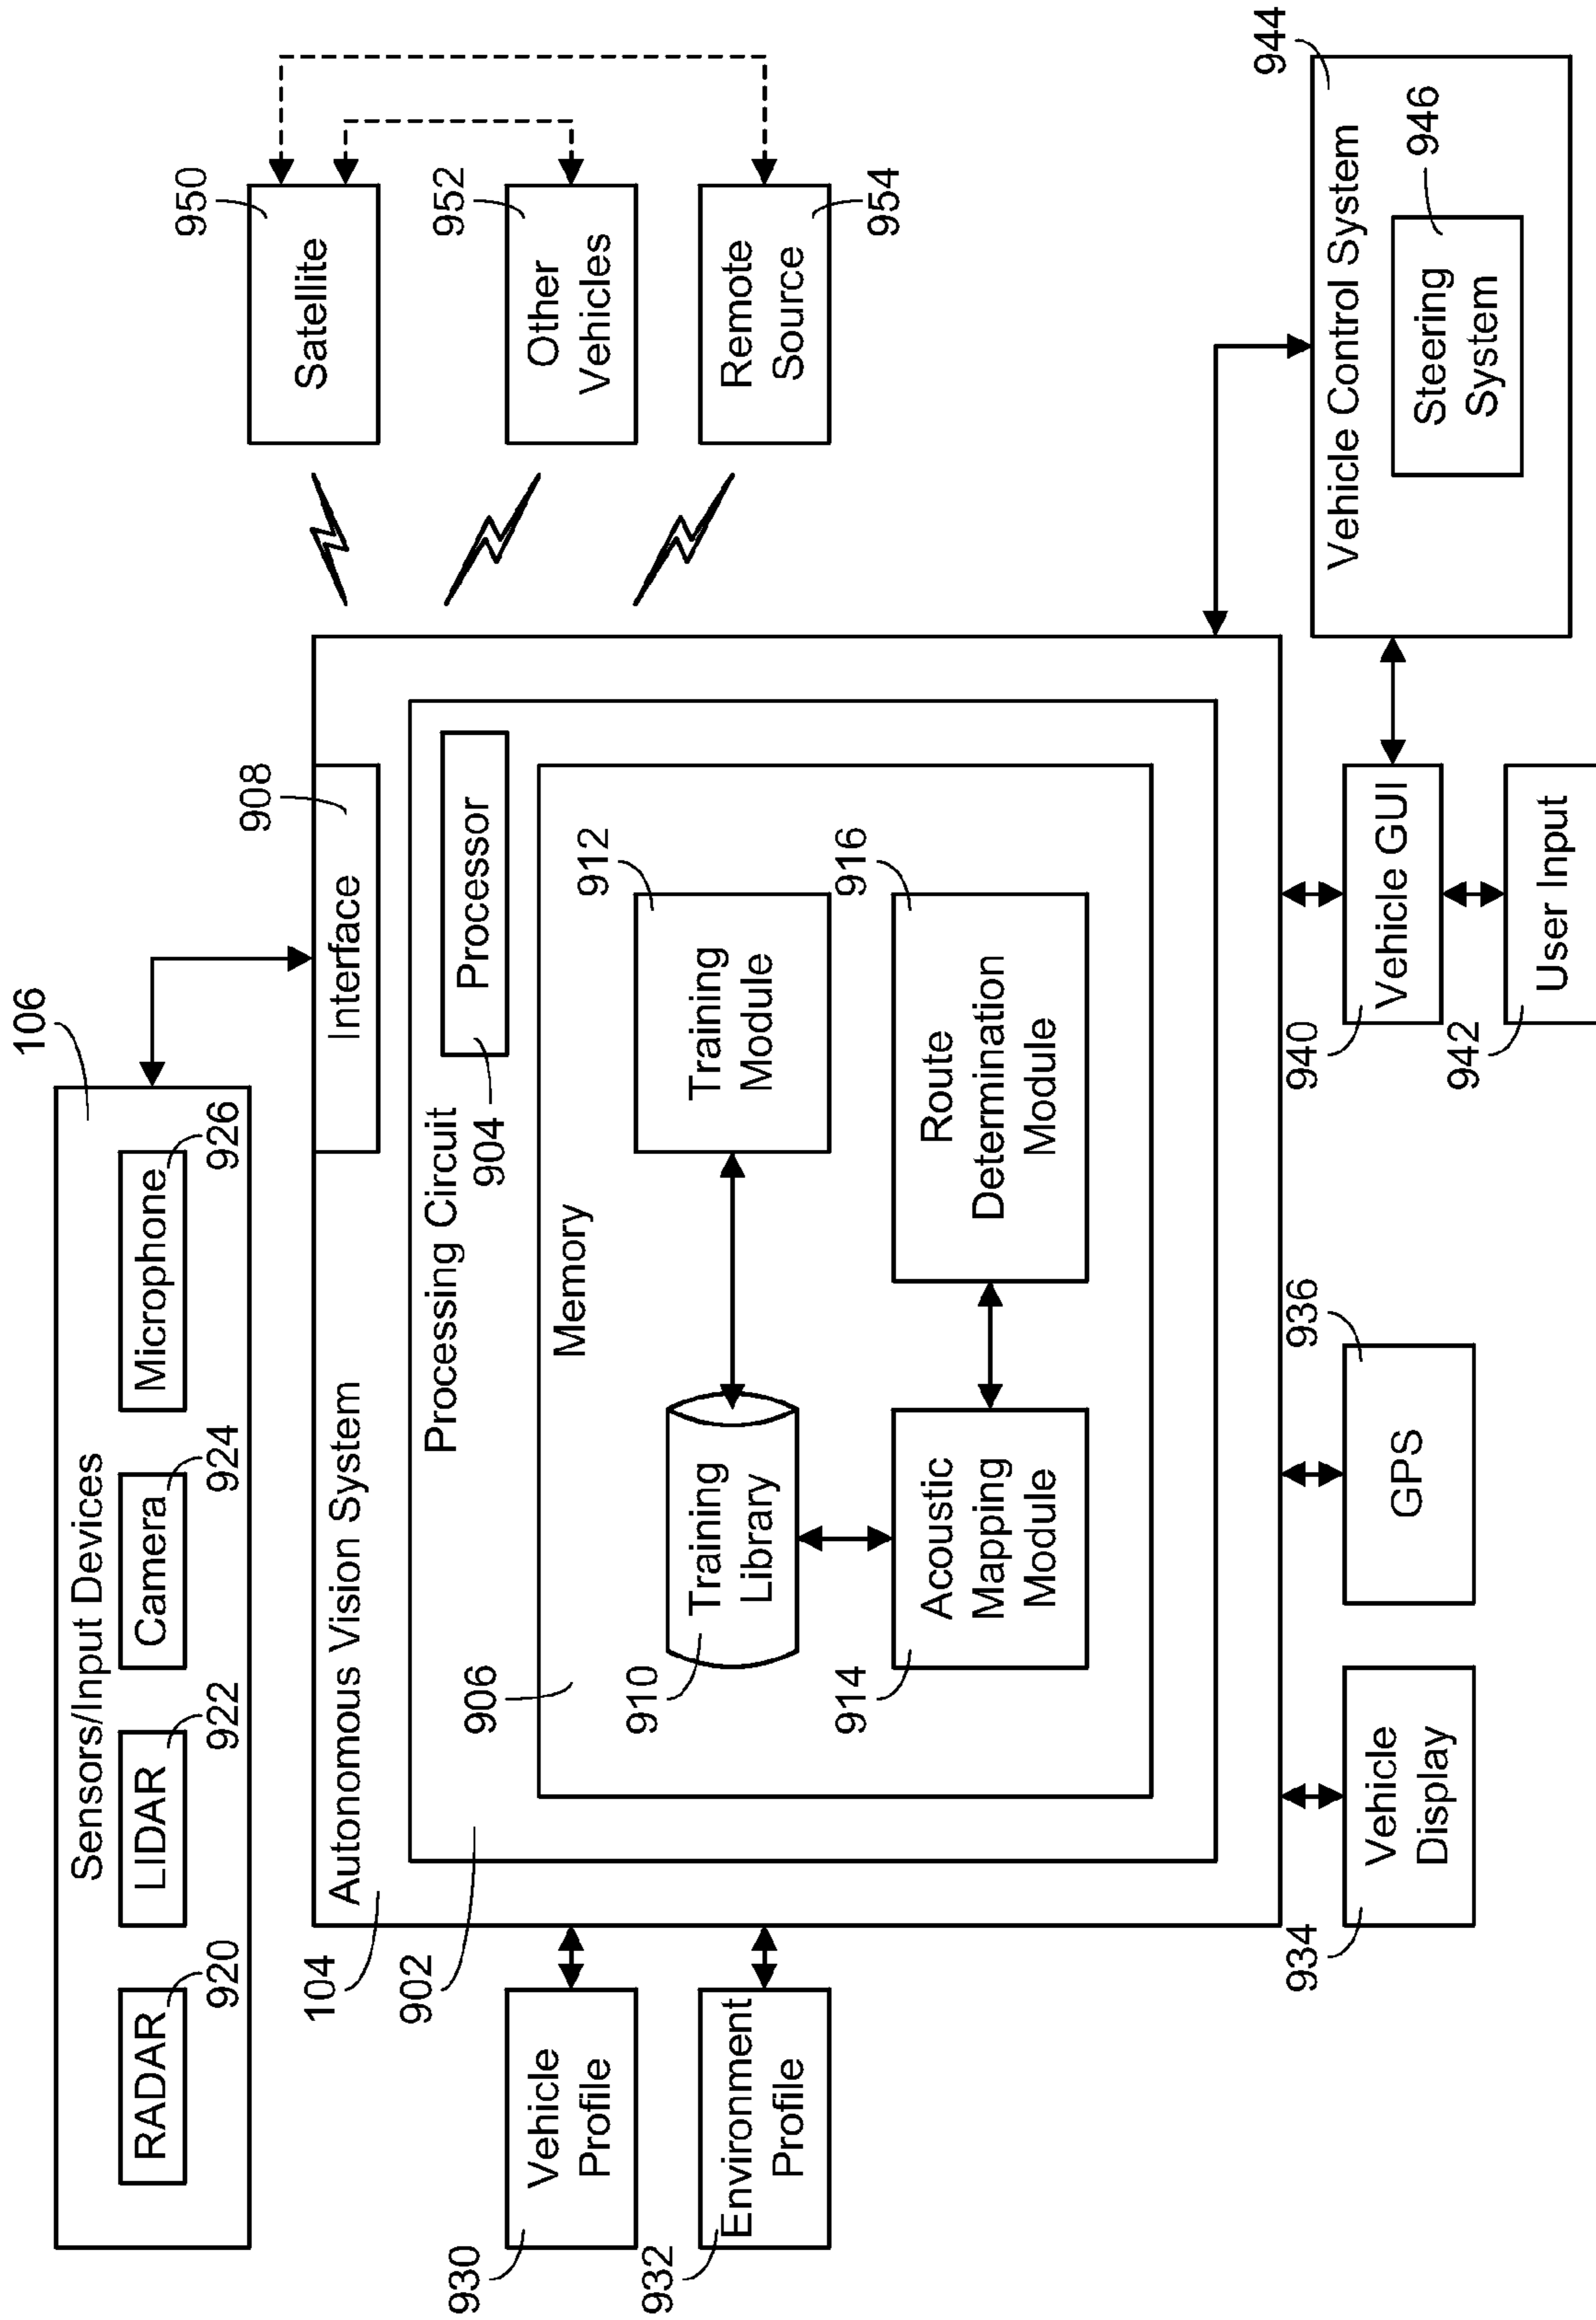 106
Sensors/Input Devices
RADAR
920
LIDAR
922
Camera
924
Microphone
926
104
Autonomous Vision System
Interface
908
902
Processing Circuit
Processor
904
906
Memory
Training
Library
910
Training
Module
912
Acoustic
Mapping
Module
914
Route
Determination
Module
916
Vehicle
Profile
930
Environment
Profile
932
Satellite
950
Other
Vehicles
952
Remote
Source
954
Vehicle
Display
934
GPS
936
Vehicle GUI
940
User Input
942
Vehicle Control System
944
Steering
System
946